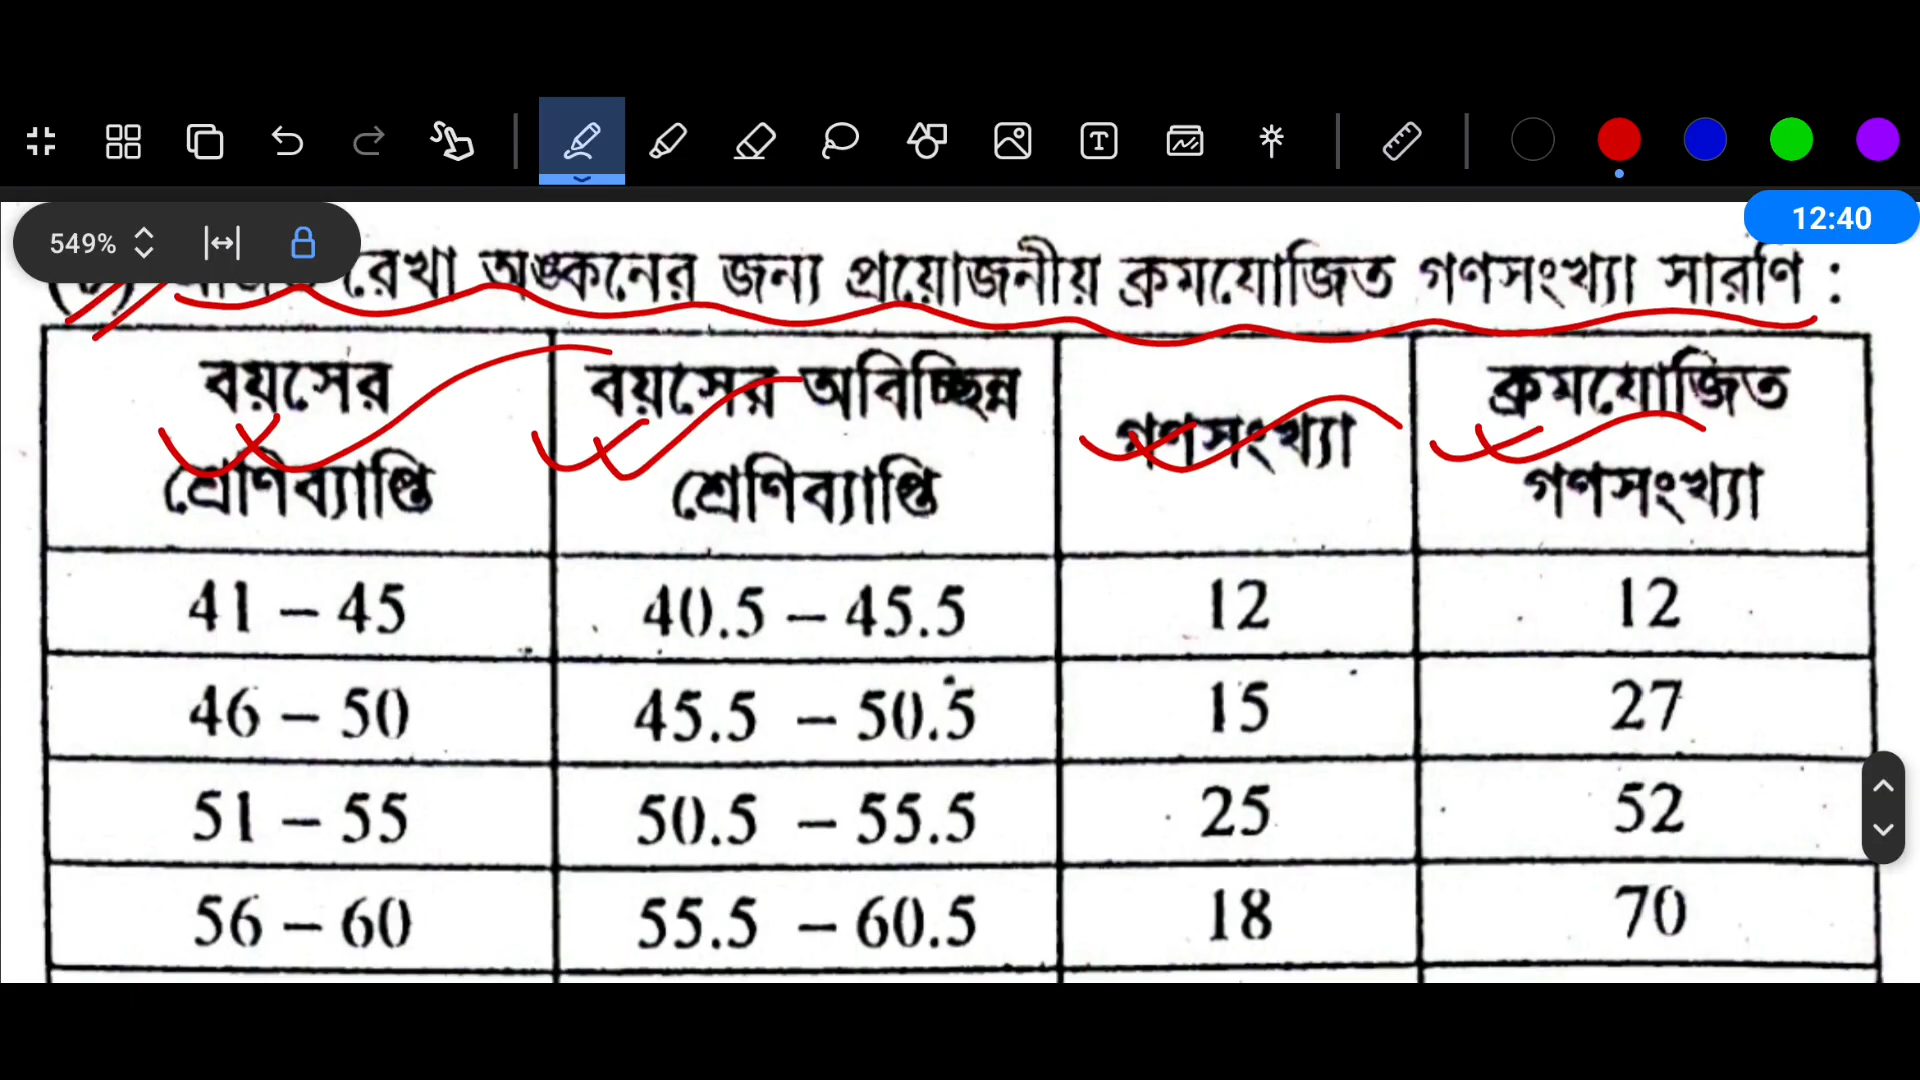 549%
12:40
রেখা অঙ্কনের জন্য প্রয়োজনীয় ক্রমযোজিত গণসংখ্যা সারণি :
বয়সের শ্রেণিব্যাপ্তি বয়সের অবিচ্ছিন্ন শ্রেণিব্যাপ্তি গণসংখ্যা ক্রমযোজিত গণসংখ্যা
41 – 45 40.5 – 45.5 12 12
46 – 50 45.5 – 50.5 15 27
51 – 55 50.5 – 55.5 25 52
56 – 60 55.5 – 60.5 18 70